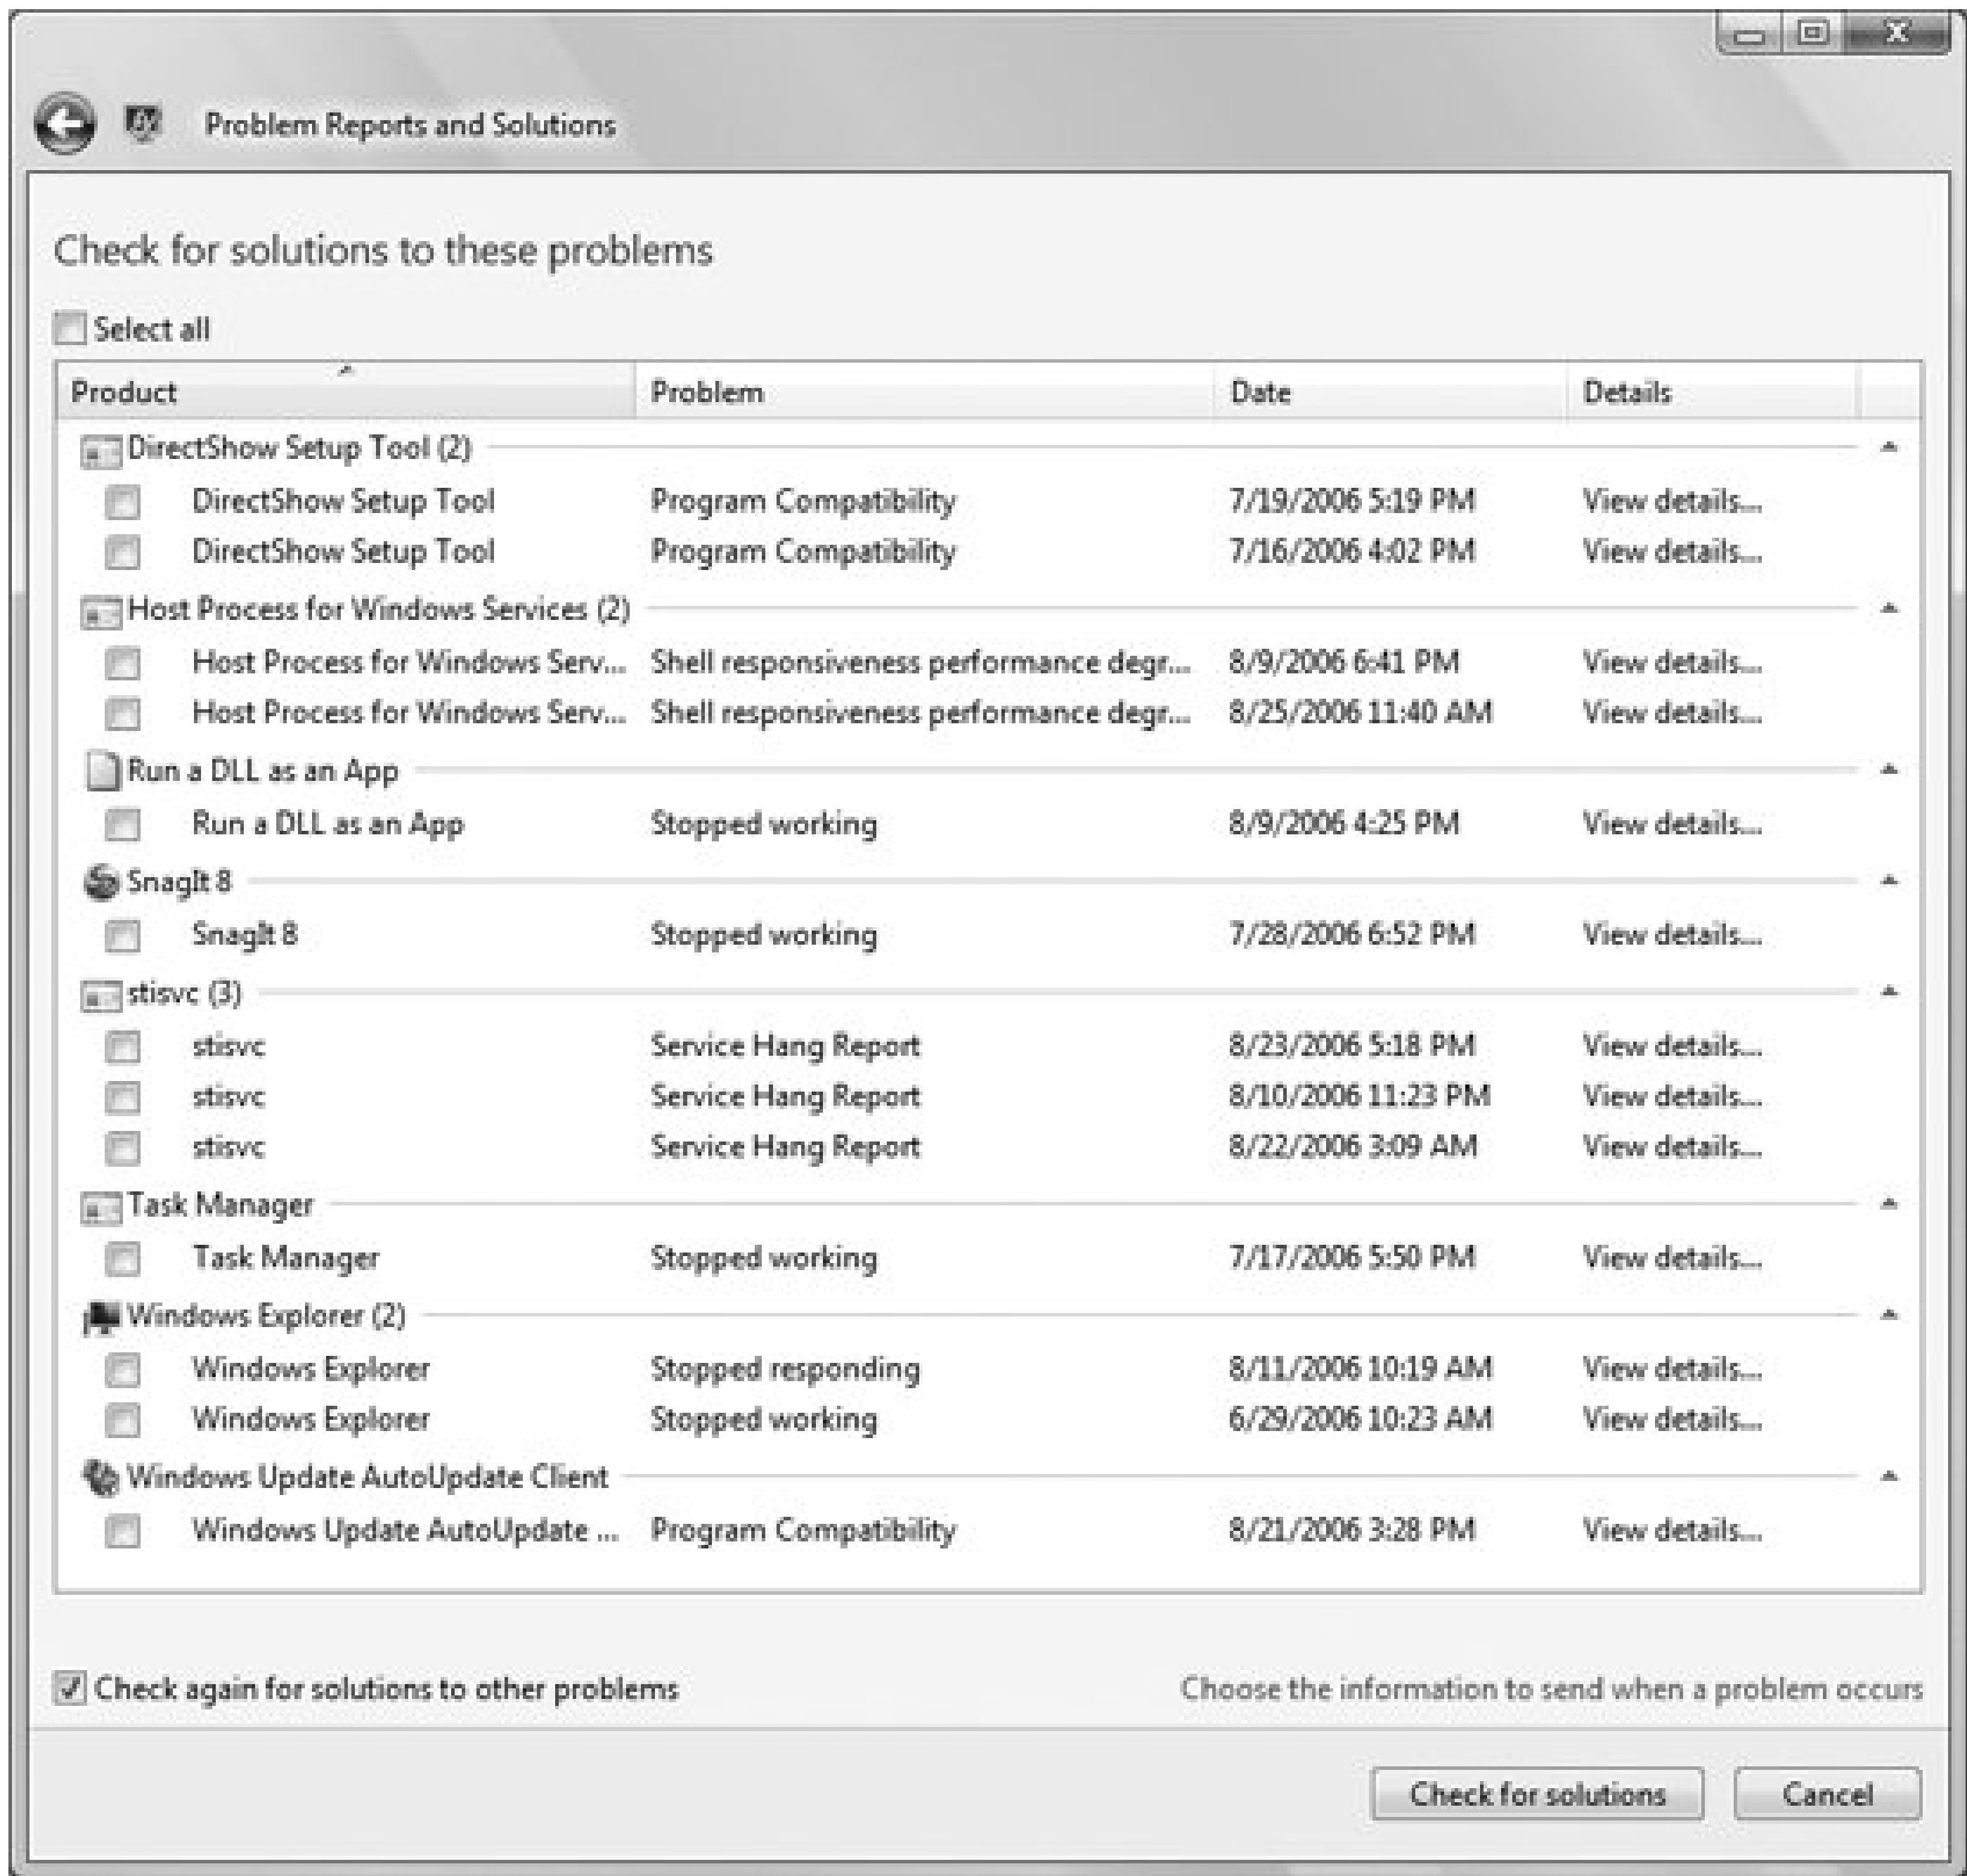 Problem Reports and Solutions
Check for solutions to these problems
Select all
Product Problem Date Details
DirectShow Setup Tool (2)
DirectShow Setup Tool Program Compatibility 7/19/2006 5:19 PM View details...
DirectShow Setup Tool Program Compatibility 7/16/2006 4:02 PM View details...
Host Process for Windows Services (2)
Host Process for Windows Serv... Shell responsiveness performance degr... 8/9/2006 6:41 PM View details...
Host Process for Windows Serv... Shell responsiveness performance degr... 8/25/2006 11:40 AM View details...
Run a DLL as an App
Run a DLL as an App Stopped working 8/9/2006 4:25 PM View details...
SnagIt 8
SnagIt 8 Stopped working 7/28/2006 6:52 PM View details...
stisvc (3)
stisvc Service Hang Report 8/23/2006 5:18 PM View details...
stisvc Service Hang Report 8/10/2006 11:23 PM View details...
stisvc Service Hang Report 8/22/2006 3:09 AM View details...
Task Manager
Task Manager Stopped working 7/17/2006 5:50 PM View details...
Windows Explorer (2)
Windows Explorer Stopped responding 8/11/2006 10:19 AM View details...
Windows Explorer Stopped working 6/29/2006 10:23 AM View details...
Windows Update AutoUpdate Client
Windows Update AutoUpdate ... Program Compatibility 8/21/2006 3:28 PM View details...
Check again for solutions to other problems Choose the information to send when a problem occurs
Check for solutions Cancel